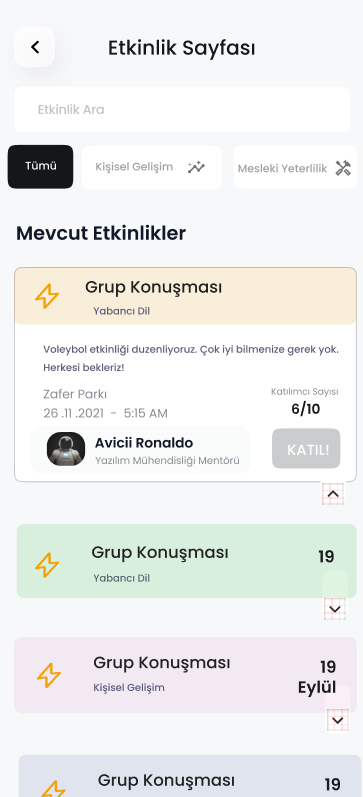 Etkinlik Sayfası
Etkinlik Ara
Tümü
Kişisel Gelişim
Mesleki Yeterlilik
Mevcut Etkinlikler
Grup Konuşması
Yabancı Dil
Voleybol etkinliği duzenliyoruz. Çok iyi bilmenize gerek yok.
Herkesi bekleriz!
Zafer Parkı
Katılımcı Sayısı
26 .11 .2021 - 5:15 AM
6/10
Avicii Ronaldo
Yazılım Mühendisliği Mentörü
KATIL!
Grup Konuşması
19
Yabancı Dil
Grup Konuşması
19
Kişisel Gelişim
Eylül
Grup Konuşması
19